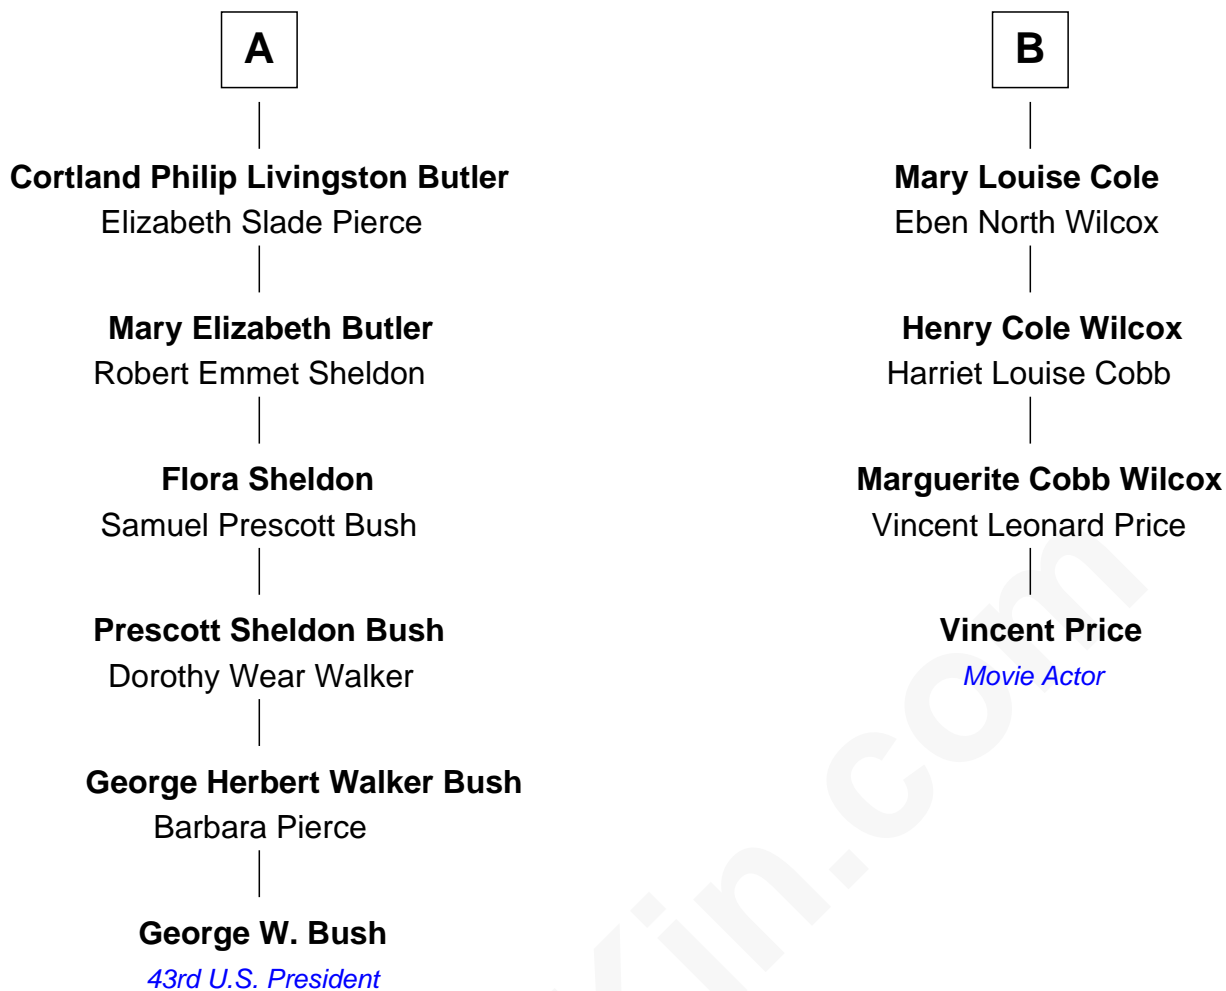 A
Cortland Philip Livingston Butler
Elizabeth Slade Pierce
Mary Elizabeth Butler
Robert Emmet Sheldon
Flora Sheldon
Samuel Prescott Bush
Prescott Sheldon Bush
Dorothy Wear Walker
George Herbert Walker Bush
Barbara Pierce
George W. Bush
43rd U.S. President
B
Mary Louise Cole
Eben North Wilcox
Henry Cole Wilcox
Harriet Louise Cobb
Marguerite Cobb Wilcox
Vincent Leonard Price
Vincent Price
Movie Actor
Kin.com